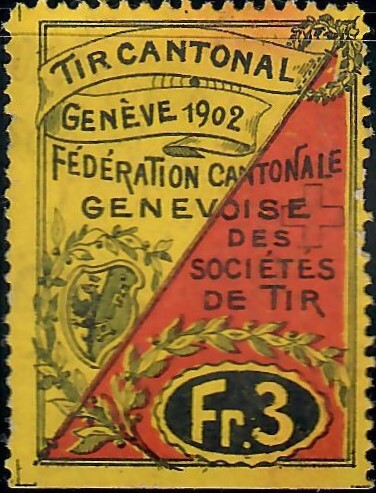 TIR CANTONAL
GENÈVE 1902
FÉDÉRATION CANTONALE
GENEVOISE
DES
SOCIÉTÉS
DE TIR
Fr. 3